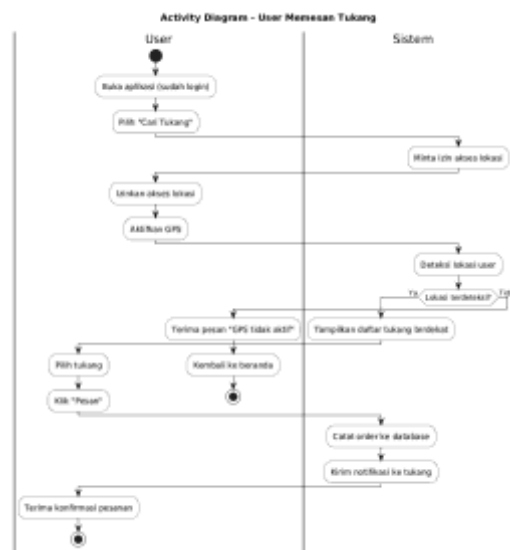 Activity Diagram - User Memesan Tukang
User
Sistem
Buka aplikasi (sudah login)
Pilih "Cari Tukang"
Minta izin akses lokasi
Izinkan akses lokasi
Aktifkan GPS
Deteksi lokasi user
Ya
Lokasi terdeteksi?
Terima pesan "GPS tidak aktif"
Tampilkan daftar tukang terdekat
Pilih tukang
Kembali ke beranda
Klik "Pesan"
Catat order ke database
Kirim notifikasi ke tukang
Terima konfirmasi pesanan